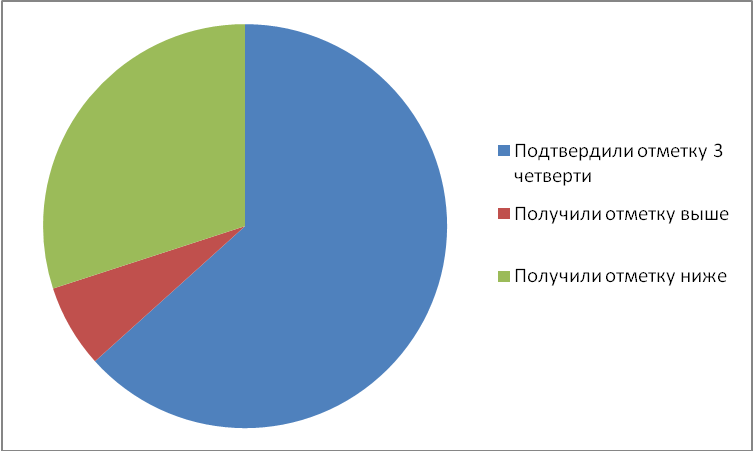 Подтвердили отметку 3
четверти
Получили отметку выше
Получили отметку ниже